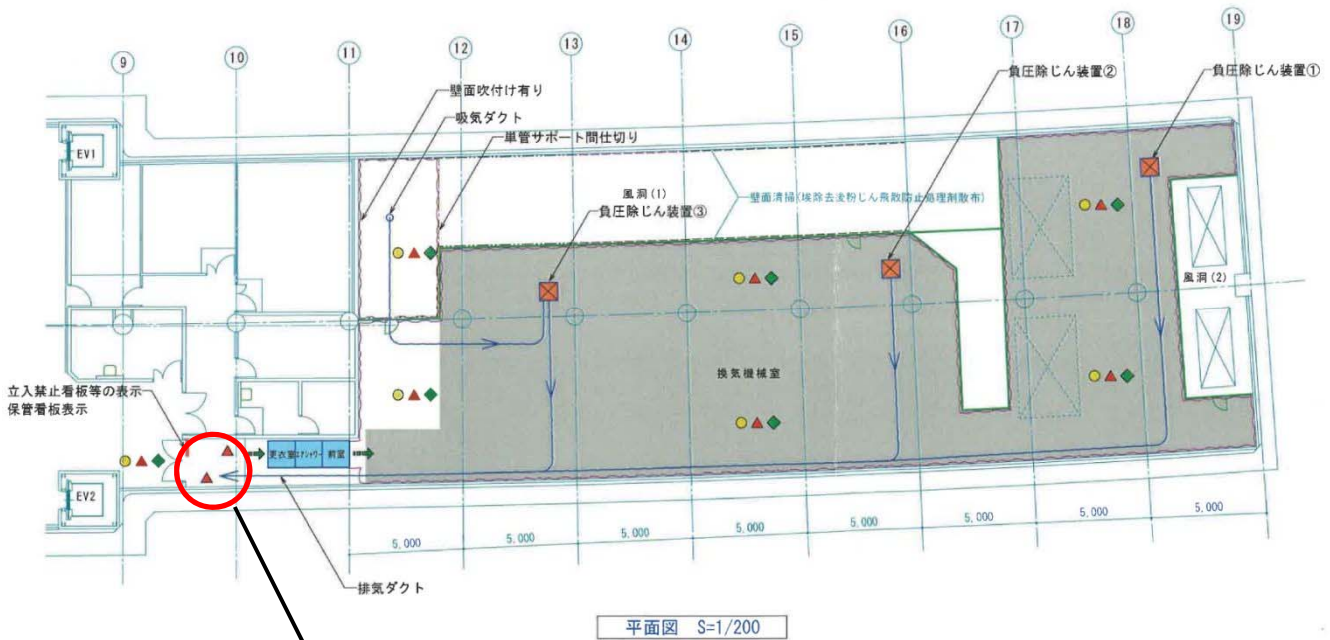 9
10
11
12
13
14
15
16
17
18
19
負圧除じん装置②
負圧除じん装置①
壁面吹付け有り
吸気ダクト
単管サポート間仕切り
EV1
風洞(1)
負圧除じん装置③
壁面清掃(埃除去後粉じん飛散防止処理剤散布)
風洞(2)
換気機械室
立入禁止看板等の表示
保管看板表示
更衣室
エアシャワー
前室
EV2
5,000
5,000
5,000
5,000
5,000
5,000
5,000
5,000
排気ダクト
平面図 S=1/200